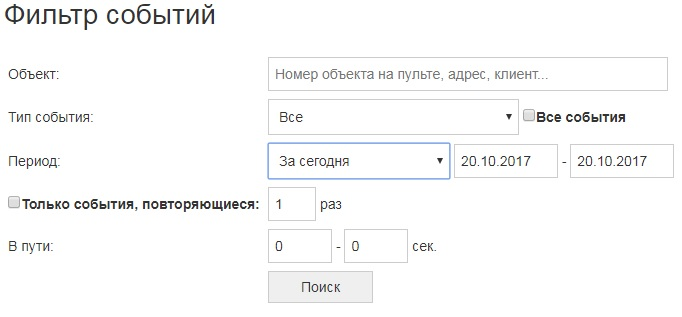 Фильтр событий
Объект: Номер объекта на пульте, адрес, клиент...
Тип события: Все Все события
Период: За сегодня 20.10.2017 - 20.10.2017
Только события, повторяющиеся: 1 раз
В пути: 0 - 0 сек.
Поиск